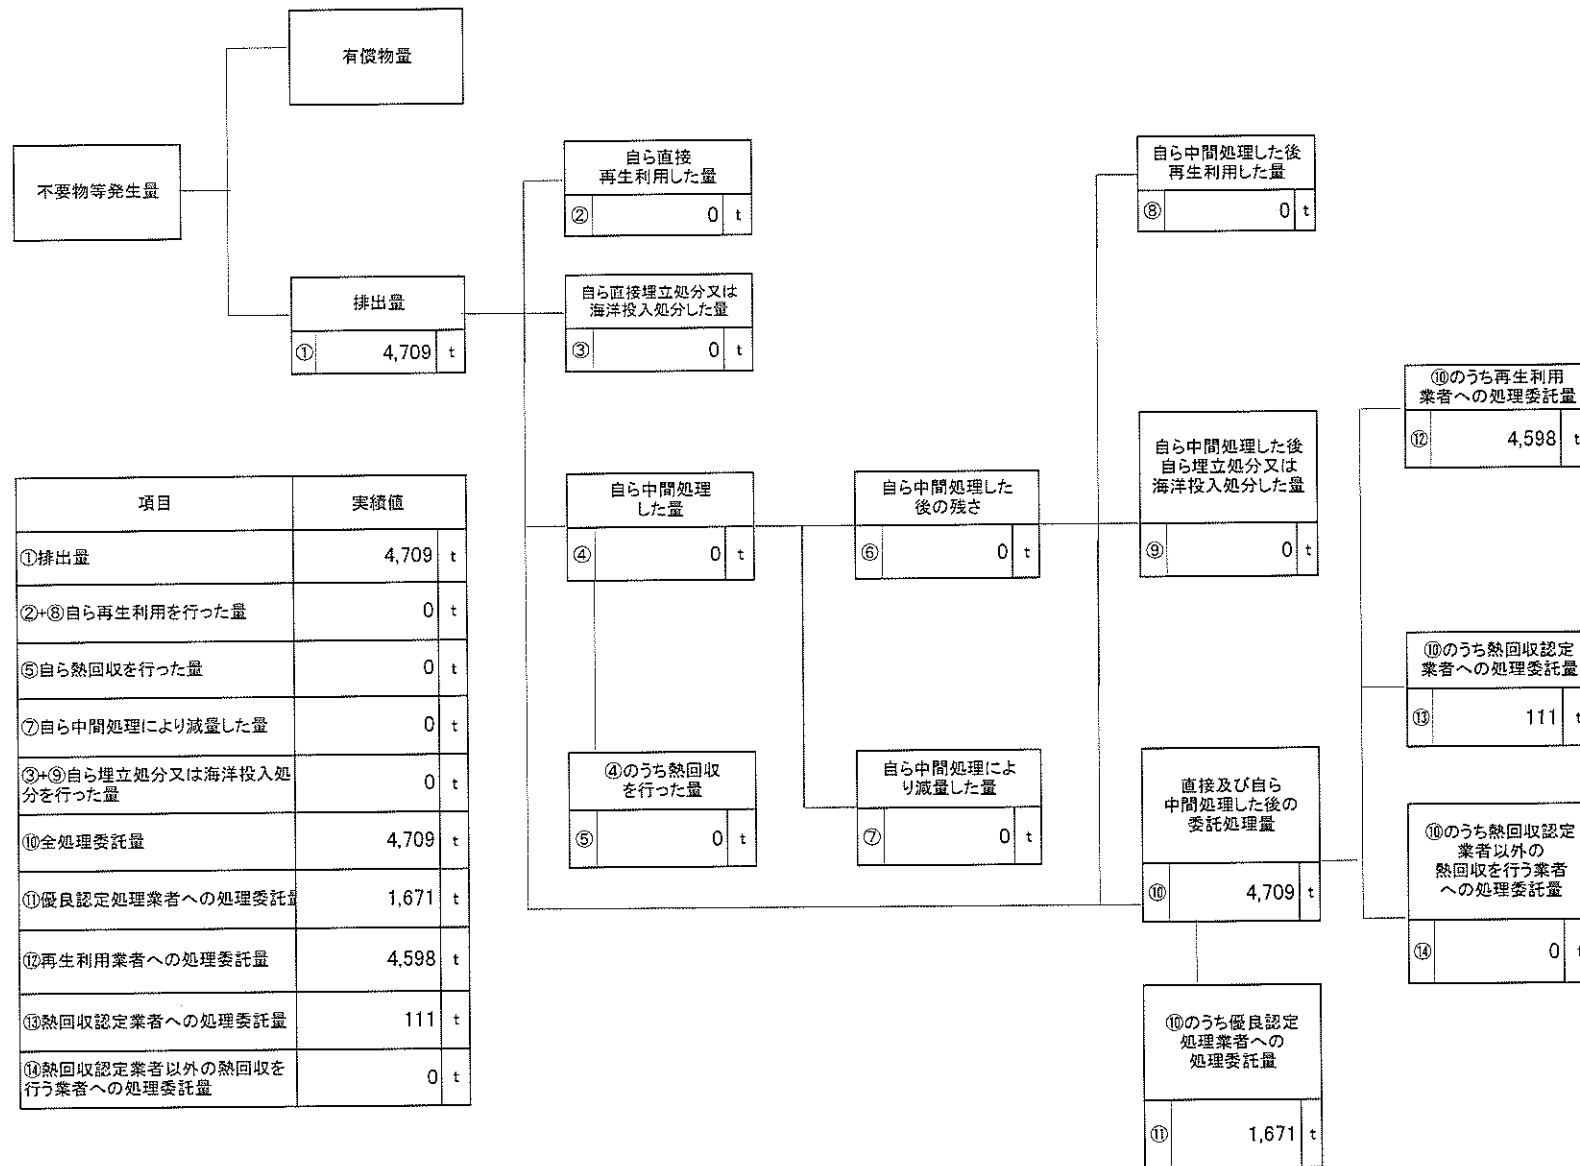 有償物量
不要物等発生量
排出量
① 4,709 t
自ら直接
再生利用した量
② 0 t
自ら直接埋立処分又は
海洋投入処分した量
③ 0 t
自ら中間処理
した量
④ 0 t
④のうち熱回収
を行った量
⑤ 0 t
自ら中間処理した
後の残さ
⑥ 0 t
自ら中間処理によ
り減量した量
⑦ 0 t
自ら中間処理した後
再生利用した量
⑧ 0 t
自ら中間処理した後
自ら埋立処分又は
海洋投入処分した量
⑨ 0 t
直接及び自ら
中間処理した後の
委託処理量
⑩ 4,709 t
⑩のうち優良認定
処理業者への
処理委託量
⑪ 1,671 t
⑩のうち再生利用
業者への処理委託量
⑫ 4,598 t
⑩のうち熱回収認定
業者への処理委託量
⑬ 111 t
⑩のうち熱回収認定
業者以外の
熱回収を行う業者
への処理委託量
⑭ 0 t
項目 実績値
①排出量 4,709 t
②+⑧自ら再生利用を行った量 0 t
⑤自ら熱回収を行った量 0 t
⑦自ら中間処理により減量した量 0 t
③+⑨自ら埋立処分又は海洋投入処
分を行った量 0 t
⑩全処理委託量 4,709 t
⑪優良認定処理業者への処理委託量 1,671 t
⑫再生利用業者への処理委託量 4,598 t
⑬熱回収認定業者への処理委託量 111 t
⑭熱回収認定業者以外の熱回収を
行う業者への処理委託量 0 t